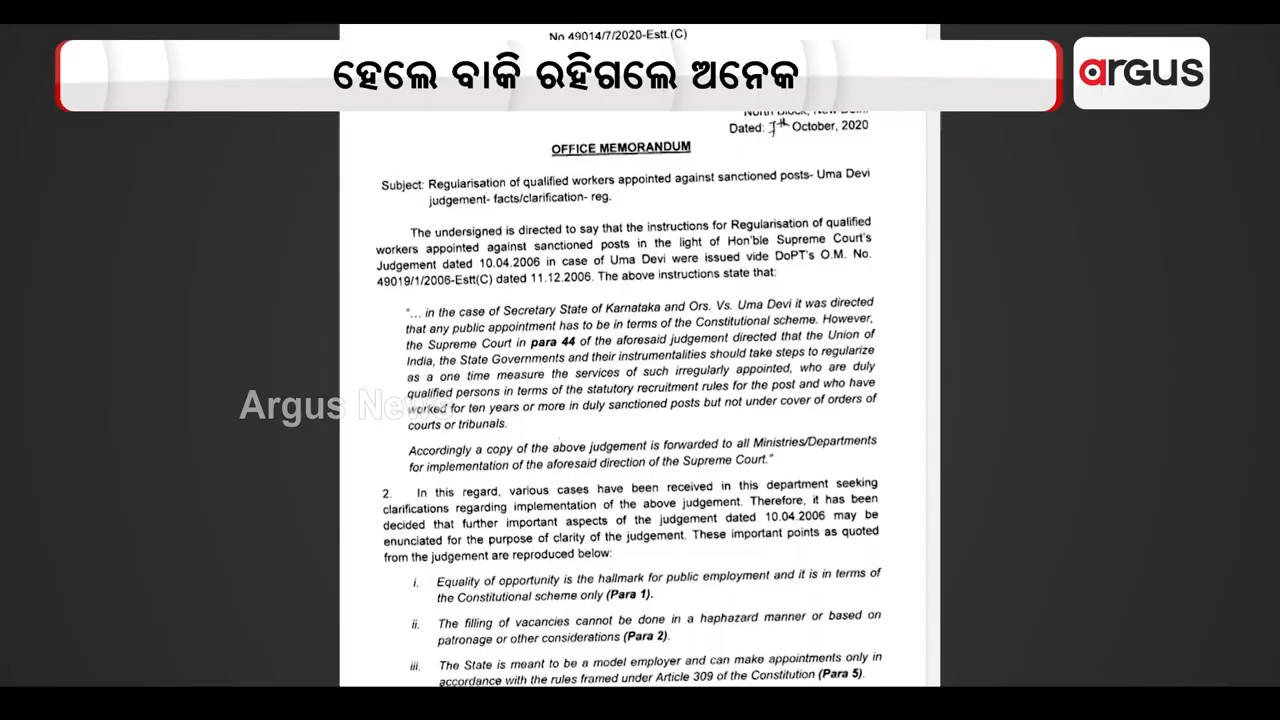 No 49014/7/2020-Estt.(C)
ହେଲେ ବାକି ରହିଗଲେ ଅନେକ
argus
North Block, New Delhi
Dated: 7th October, 2020
OFFICE MEMORANDUM
Subject: Regularisation of qualified workers appointed against sanctioned posts- Uma Devi
judgement- facts/clarification- reg.
The undersigned is directed to say that the instructions for Regularisation of qualified
workers appointed against sanctioned posts in the light of Hon'ble Supreme Court's
Judgement dated 10.04.2006 in case of Uma Devi were issued vide DoPT's O.M. No.
49019/1/2006-Estt(C) dated 11.12.2006. The above instructions state that:
“... in the case of Secretary State of Karnataka and Ors. Vs. Uma Devi it was directed
that any public appointment has to be in terms of the Constitutional scheme. However,
the Supreme Court in para 44 of the aforesaid judgement directed that the Union of
India, the State Governments and their instrumentalities should take steps to regularize
as a one time measure the services of such irregularly appointed, who are duly
qualified persons in terms of the statutory recruitment rules for the post and who have
worked for ten years or more in duly sanctioned posts but not under cover of orders of
courts or tribunals.
Argus News
Accordingly a copy of the above judgement is forwarded to all Ministries/Departments
for implementation of the aforesaid direction of the Supreme Court.”
2. In this regard, various cases have been received in this department seeking
clarifications regarding implementation of the above judgement. Therefore, it has been
decided that further important aspects of the judgement dated 10.04.2006 may be
enunciated for the purpose of clarity of the judgement. These important points as quoted
from the judgement are reproduced below:
i. Equality of opportunity is the hallmark for public employment and it is in terms of
the Constitutional scheme only (Para 1).
ii. The filling of vacancies cannot be done in a haphazard manner or based on
patronage or other considerations (Para 2).
iii. The State is meant to be a model employer and can make appointments only in
accordance with the rules framed under Article 309 of the Constitution (Para 5).